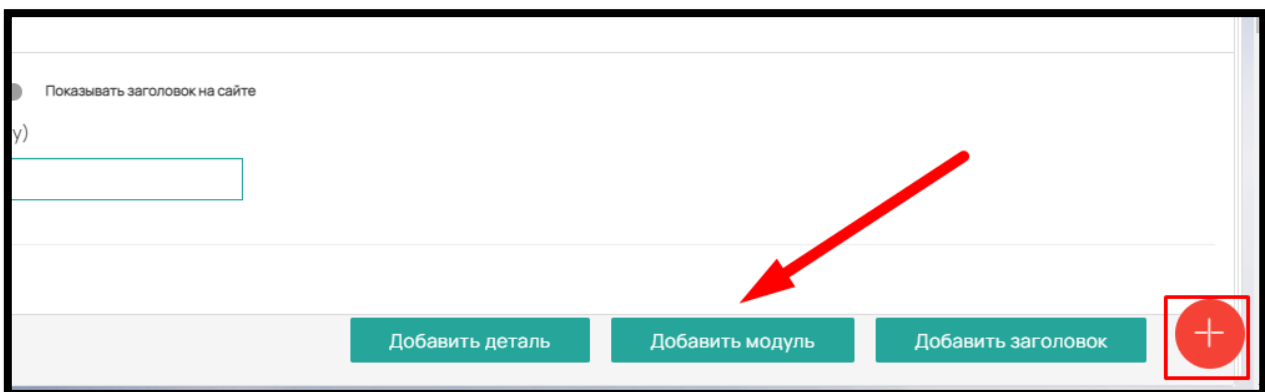 Показывать заголовок на сайте
у)
Добавить деталь
Добавить модуль
Добавить заголовок